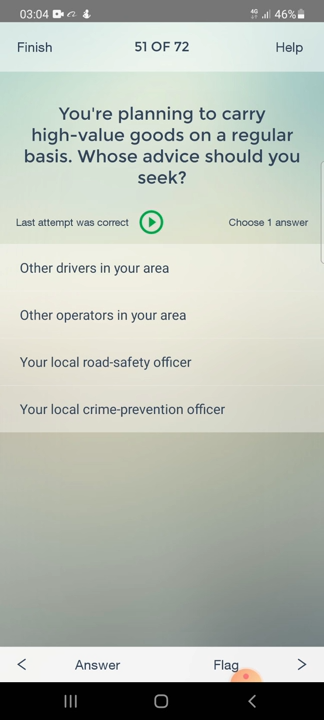 03:04
4G 46%
Finish 51 OF 72 Help
You're planning to carry
high-value goods on a regular
basis. Whose advice should you
seek?
Last attempt was correct Choose 1 answer
Other drivers in your area
Other operators in your area
Your local road-safety officer
Your local crime-prevention officer
< Answer Flag >